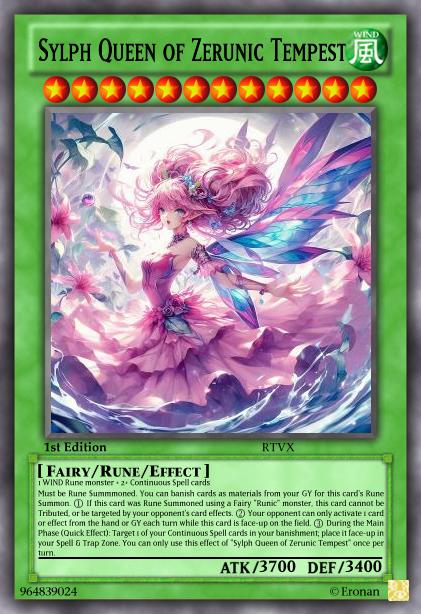 Sylph Queen of Zerunic Tempest
WIND
風
1st Edition RTVX
[ Fairy/Rune/Effect ]
1 WIND Rune monster + 2+ Continuous Spell cards
Must be Rune Summmoned. You can banish cards as materials from your GY for this card's Rune
Summon. ① If this card was Rune Summoned using a Fairy "Runic" monster, this card cannot be
Tributed, or be targeted by your opponent's card effects. ② Your opponent can only activate 1 card
or effect from the hand or GY each turn while this card is face-up on the field. ③ During the Main
Phase (Quick Effect): Target 1 of your Continuous Spell cards in your banishment; place it face-up in
your Spell & Trap Zone. You can only use this effect of "Sylph Queen of Zerunic Tempest" once per
turn.
ATK/3700 DEF/3400
964839024 © Eronan